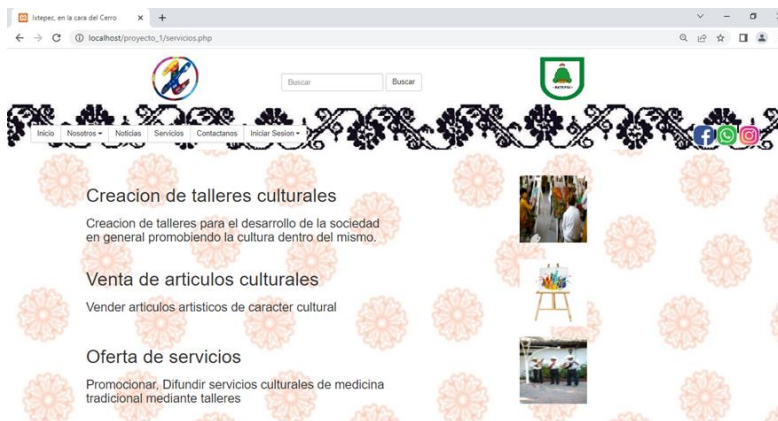 Ixtepec, en la cara del Cerro
localhost/proyecto_1/servicios.php
Buscar Buscar
Inicio Nosotros Noticias Servicios Contactanos Iniciar Sesion
Creacion de talleres culturales
Creacion de talleres para el desarrollo de la sociedad
en general promobiendo la cultura dentro del mismo.
Venta de articulos culturales
Vender articulos artisticos de caracter cultural
Oferta de servicios
Promocionar, Difundir servicios culturales de medicina
tradicional mediante talleres